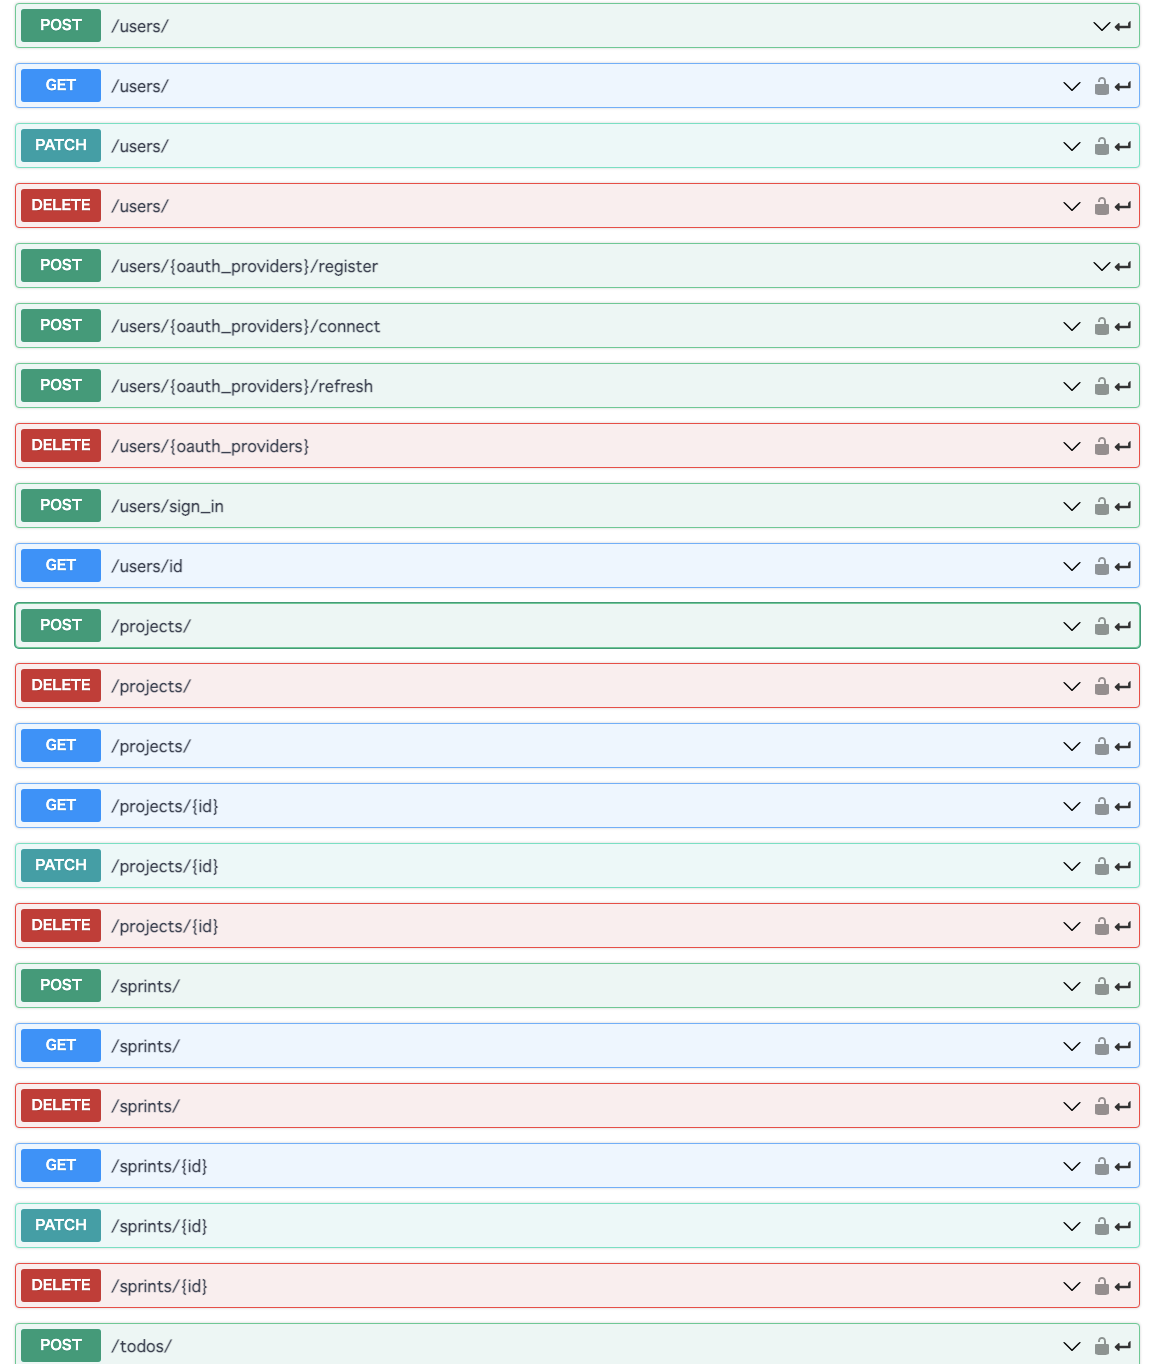 POST /users/
GET /users/
PATCH /users/
DELETE /users/
POST /users/{oauth_providers}/register
POST /users/{oauth_providers}/connect
POST /users/{oauth_providers}/refresh
DELETE /users/{oauth_providers}
POST /users/sign_in
GET /users/id
POST /projects/
DELETE /projects/
GET /projects/
GET /projects/{id}
PATCH /projects/{id}
DELETE /projects/{id}
POST /sprints/
GET /sprints/
DELETE /sprints/
GET /sprints/{id}
PATCH /sprints/{id}
DELETE /sprints/{id}
POST /todos/